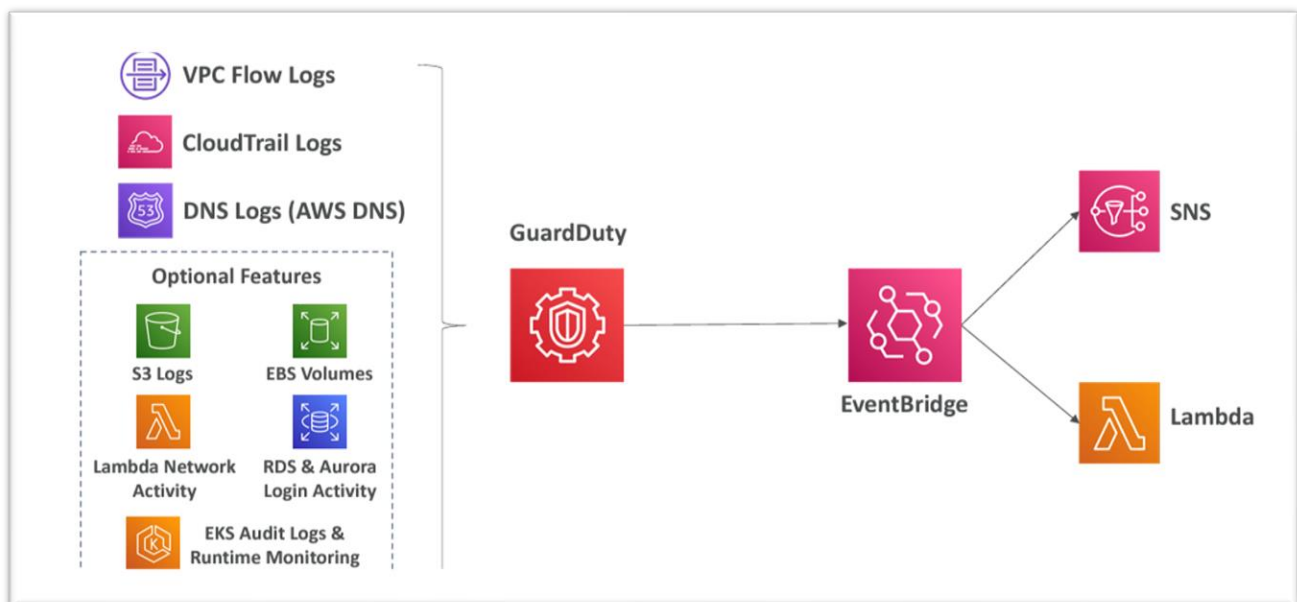 VPC Flow Logs
CloudTrail Logs
53
DNS Logs (AWS DNS)
Optional Features
S3 Logs
EBS Volumes
Lambda Network
Activity
RDS & Aurora
Login Activity
K
EKS Audit Logs &
Runtime Monitoring
GuardDuty
EventBridge
SNS
Lambda